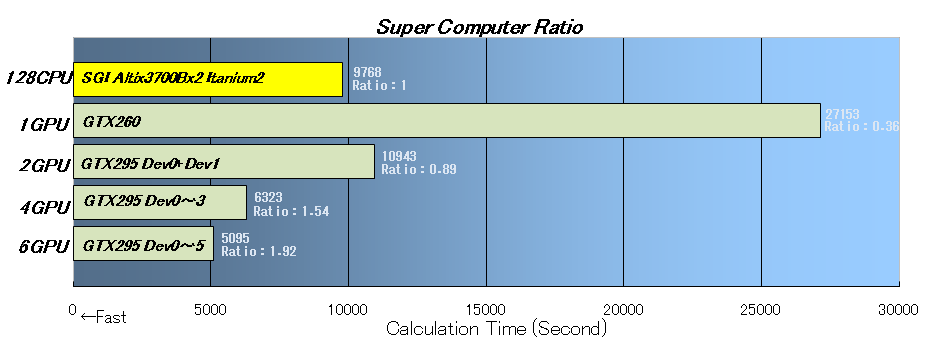 Super Computer Ratio
128CPU SGI Altix3700Bx2 Itanium2 9768
Ratio：1
1GPU GTX260 27153
Ratio：0.36
2GPU GTX295 Dev0+Dev1 10943
Ratio：0.89
4GPU GTX295 Dev0～3 6323
Ratio：1.54
6GPU GTX295 Dev0～5 5095
Ratio：1.92
0 5000 10000 15000 20000 25000 30000
←Fast
Calculation Time (Second)